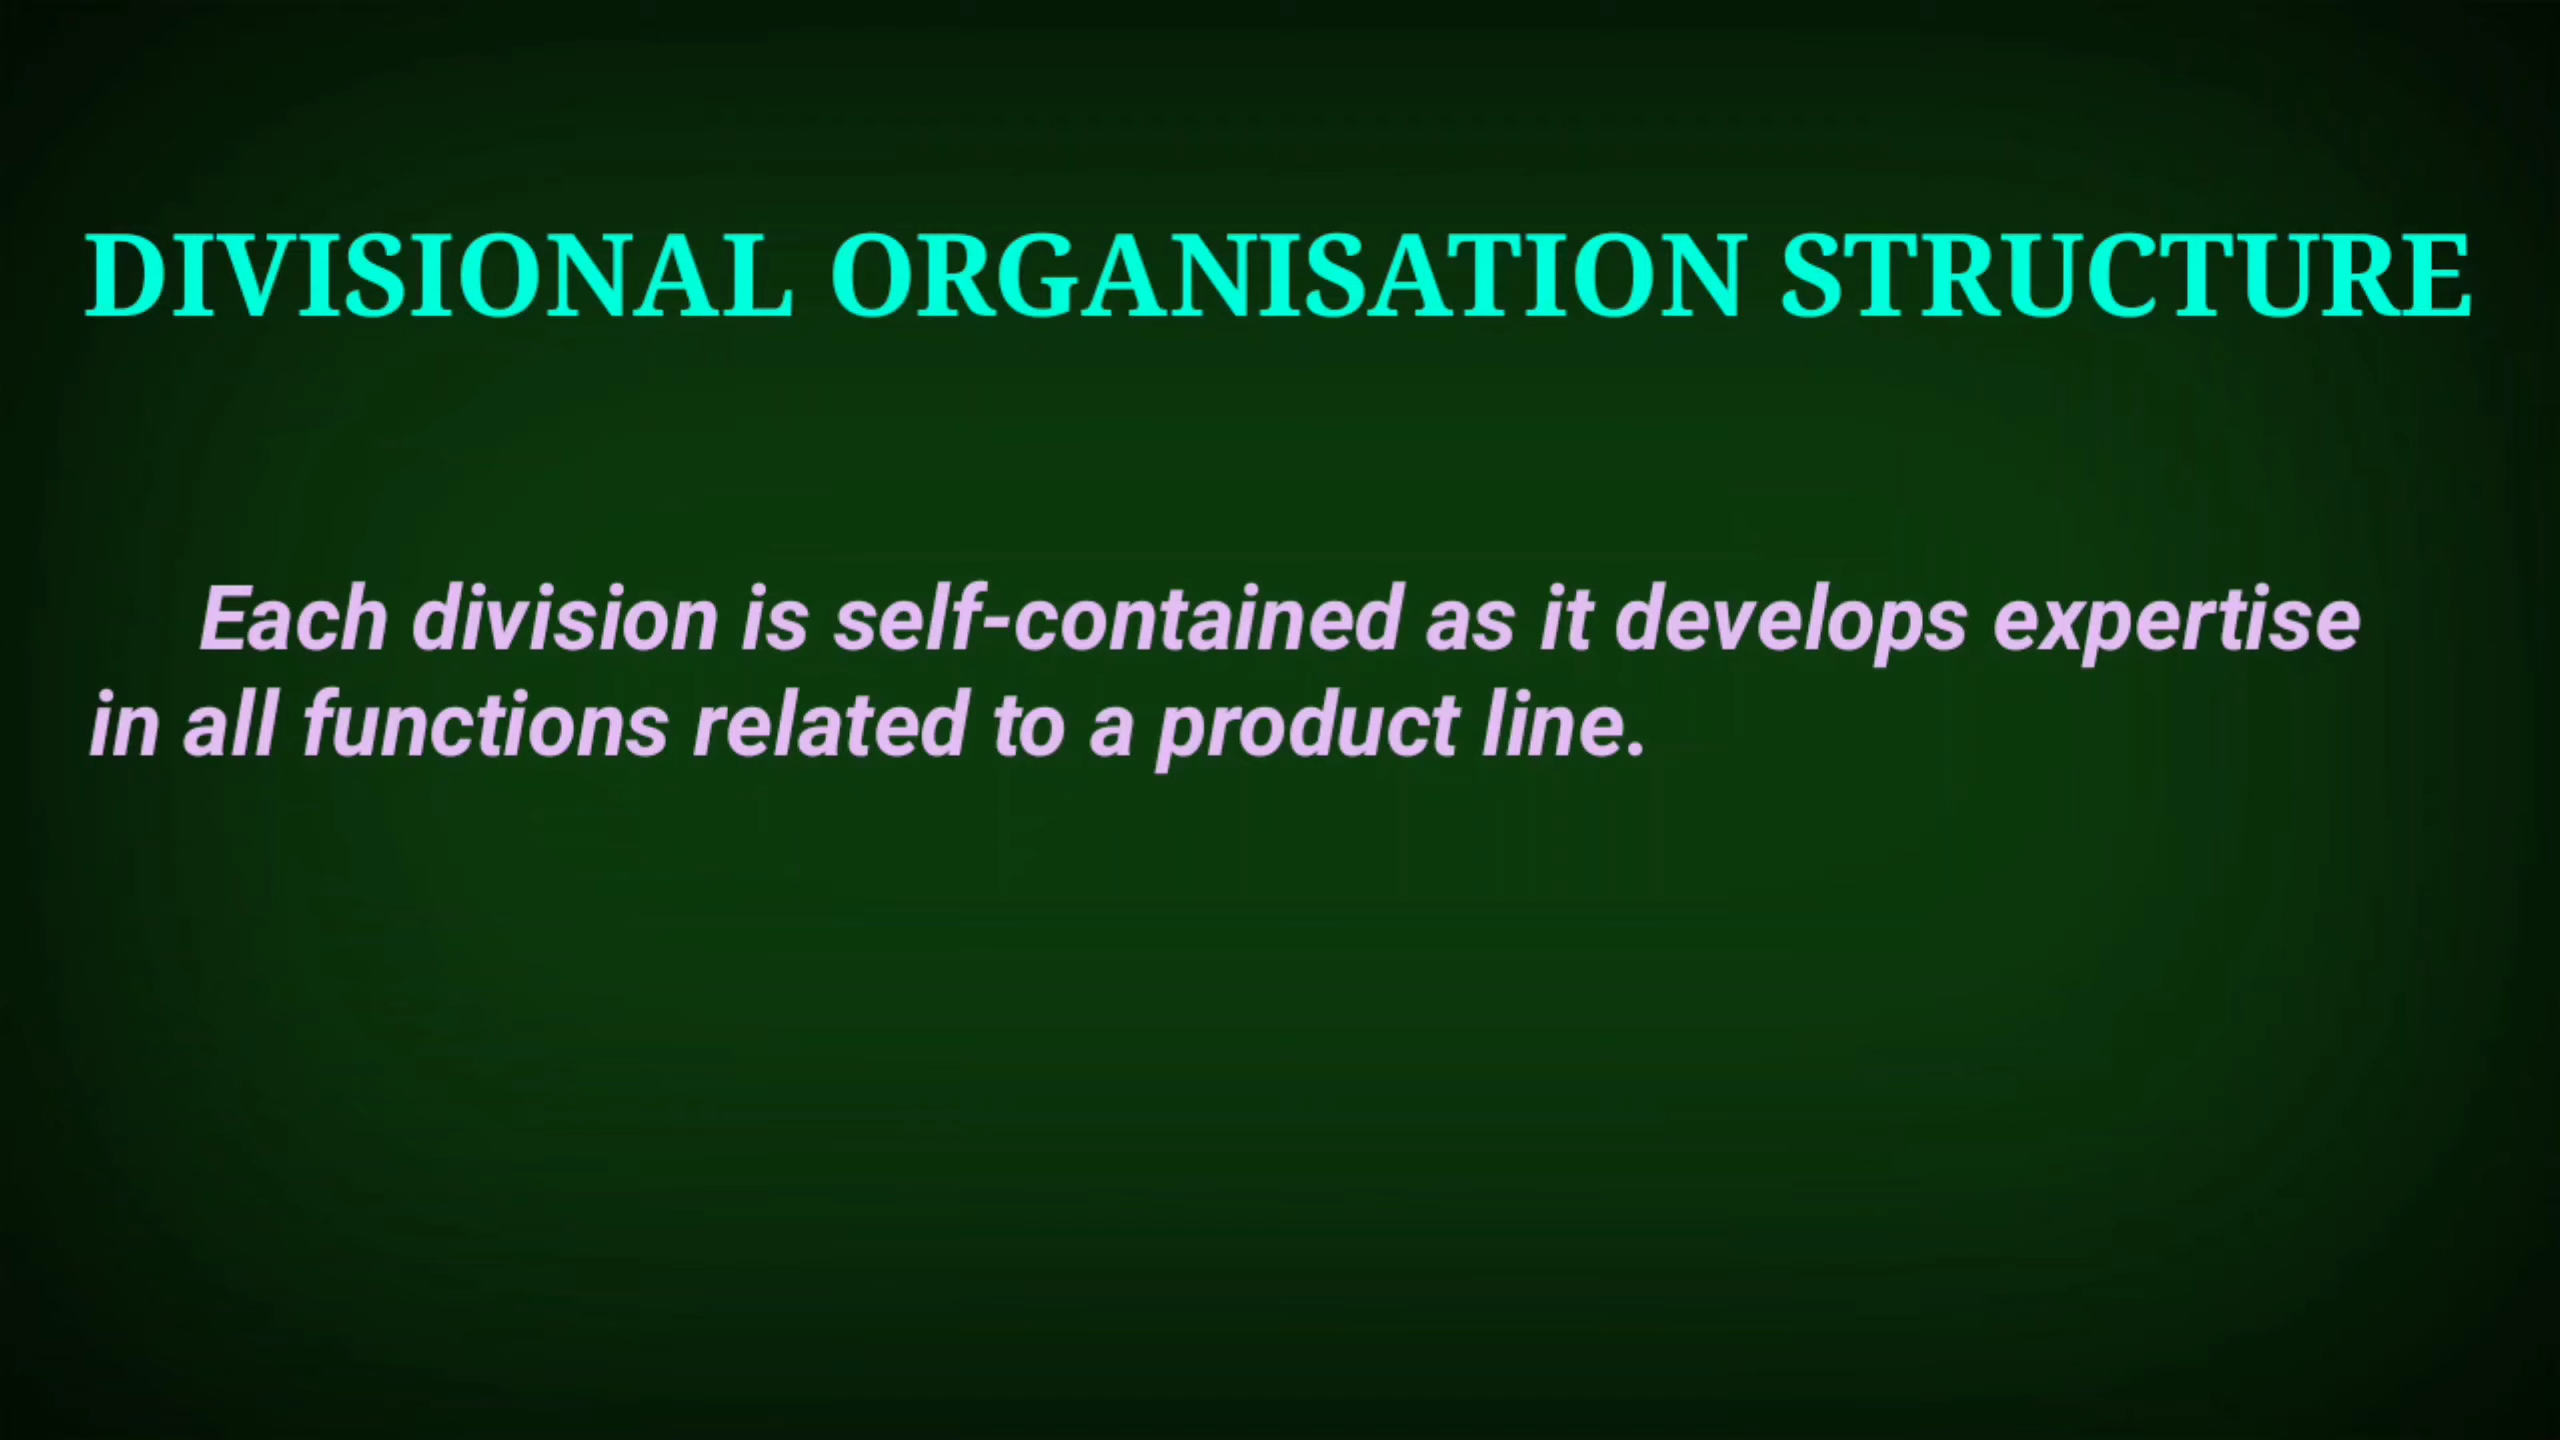 DIVISIONAL ORGANISATION STRUCTURE
Each division is self-contained as it develops expertise
in all functions related to a product line.